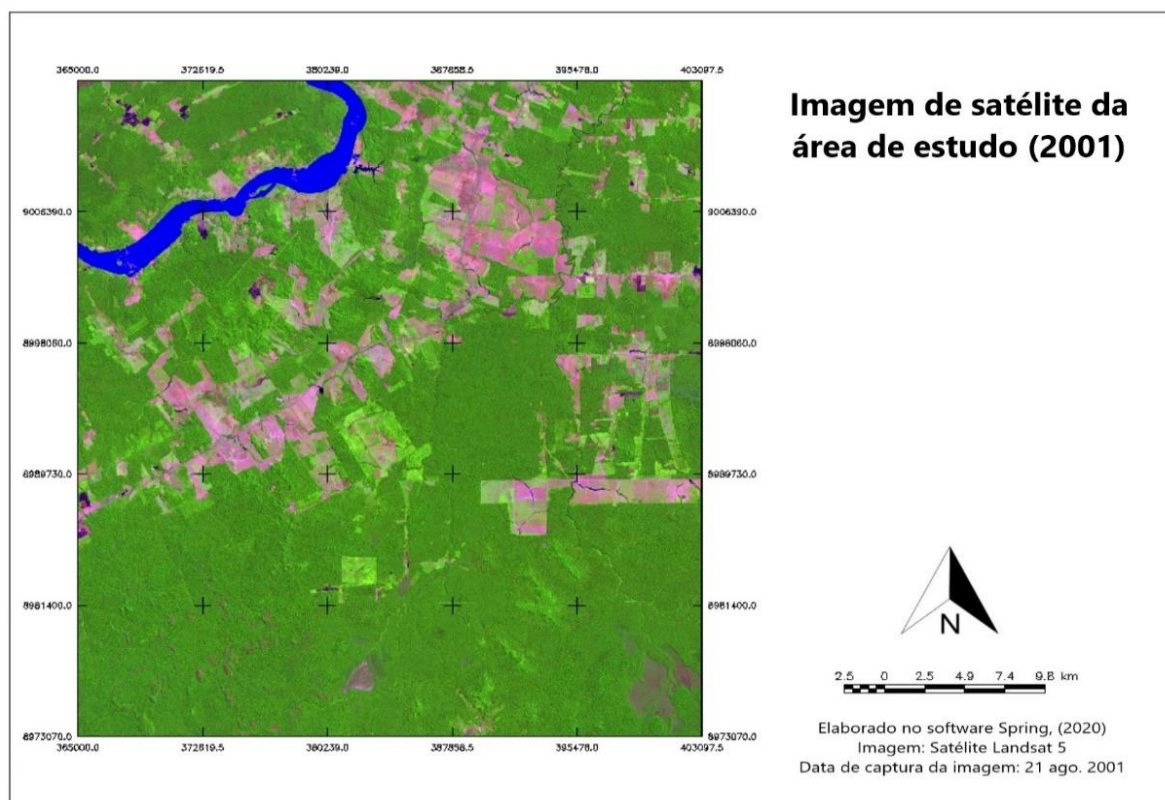 365000.0 372619.5 380239.0 387858.5 395478.0 403097.5
Imagem de satélite da
área de estudo (2001)
9006390.0 9006390.0
8998060.0 8998060.0
8989730.0 8989730.0
8981400.0 8981400.0
N
2.5 0 2.5 4.9 7.4 9.8 km
Elaborado no software Spring, (2020)
Imagem: Satélite Landsat 5
Data de captura da imagem: 21 ago. 2001
8973070.0 8973070.0
365000.0 372619.5 380239.0 387858.5 395478.0 403097.5